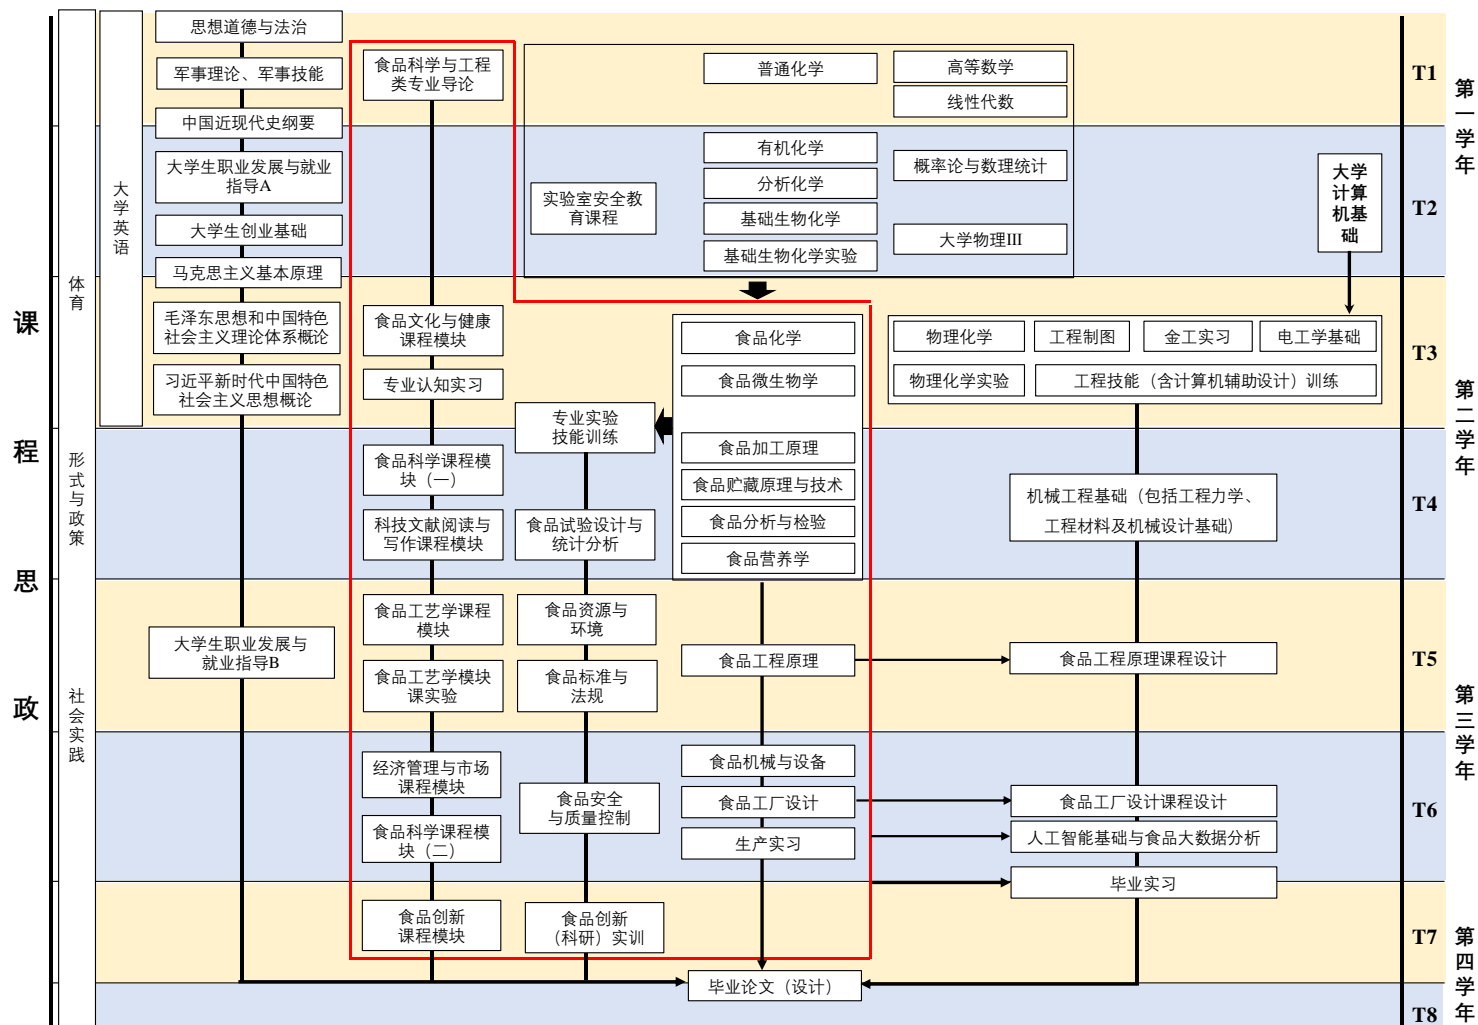 课
程
思
政
体
育
形
式
与
政
策
社
会
实
践
大
学
英
语
思想道德与法治
军事理论、军事技能
中国近现代史纲要
大学生职业发展与就业
指导A
大学生创业基础
马克思主义基本原理
毛泽东思想和中国特色
社会主义理论体系概论
习近平新时代中国特色
社会主义思想概论
大学生职业发展与
就业指导B
食品科学与工程
类专业导论
食品文化与健康
课程模块
专业认知实习
食品科学课程模
块（一）
科技文献阅读与
写作课程模块
食品工艺学课程
模块
食品工艺学模块
课实验
经济管理与市场
课程模块
食品科学课程模
块（二）
食品创新
课程模块
实验室安全教
育课程
专业实验
技能训练
食品试验设计与
统计分析
食品资源与
环境
食品标准与
法规
食品安全
与质量控制
食品创新
（科研）实训
普通化学
有机化学
分析化学
基础生物化学
基础生物化学实验
高等数学
线性代数
概率论与数理统计
大学物理III
食品化学
食品微生物学
食品加工原理
食品贮藏原理与技术
食品分析与检验
食品营养学
食品工程原理
食品机械与设备
食品工厂设计
生产实习
毕业论文（设计）
大学
计算
机基
础
物理化学
工程制图
金工实习
电工学基础
物理化学实验
工程技能（含计算机辅助设计）训练
机械工程基础（包括工程力学、
工程材料及机械设计基础）
食品工程原理课程设计
食品工厂设计课程设计
人工智能基础与食品大数据分析
毕业实习
T1
T2
T3
T4
T5
T6
T7
T8
第
一
学
年
第
二
学
年
第
三
学
年
第
四
学
年